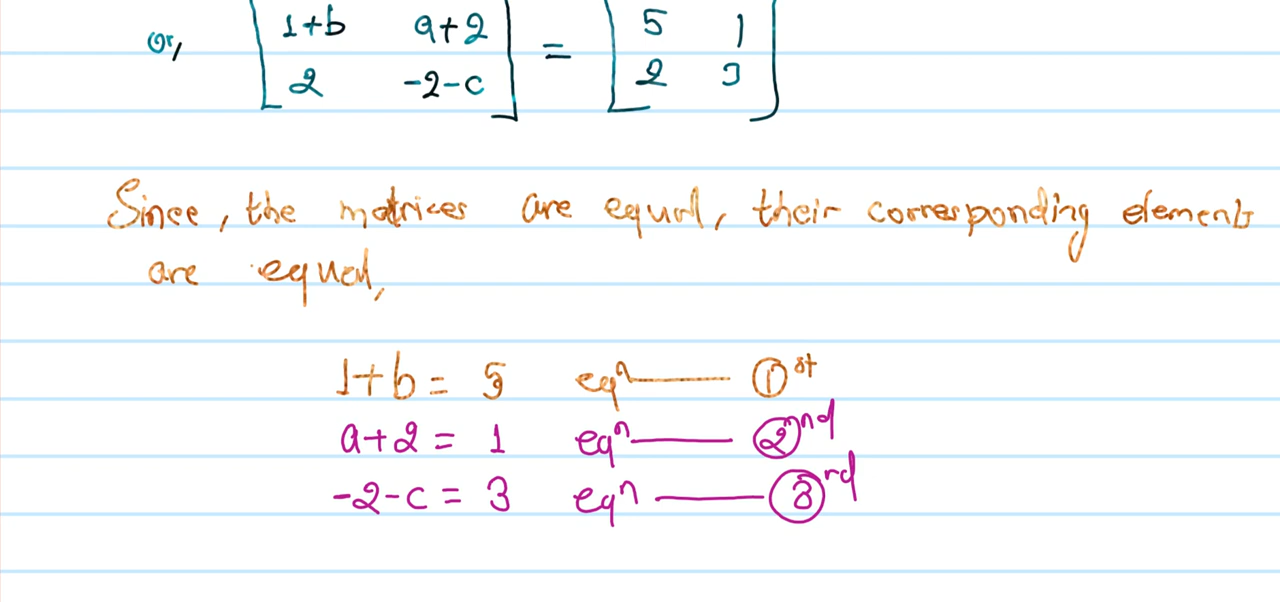 or, [1+b a+2] = [5 1]
[2 -2-c] [2 3]
Since, the matrices are equal, their corresponding elements
are equal,
1+b = 5 eqⁿ —— ①st
a+2 = 1 eqⁿ —— ②nd
-2-c = 3 eqⁿ —— ③rd